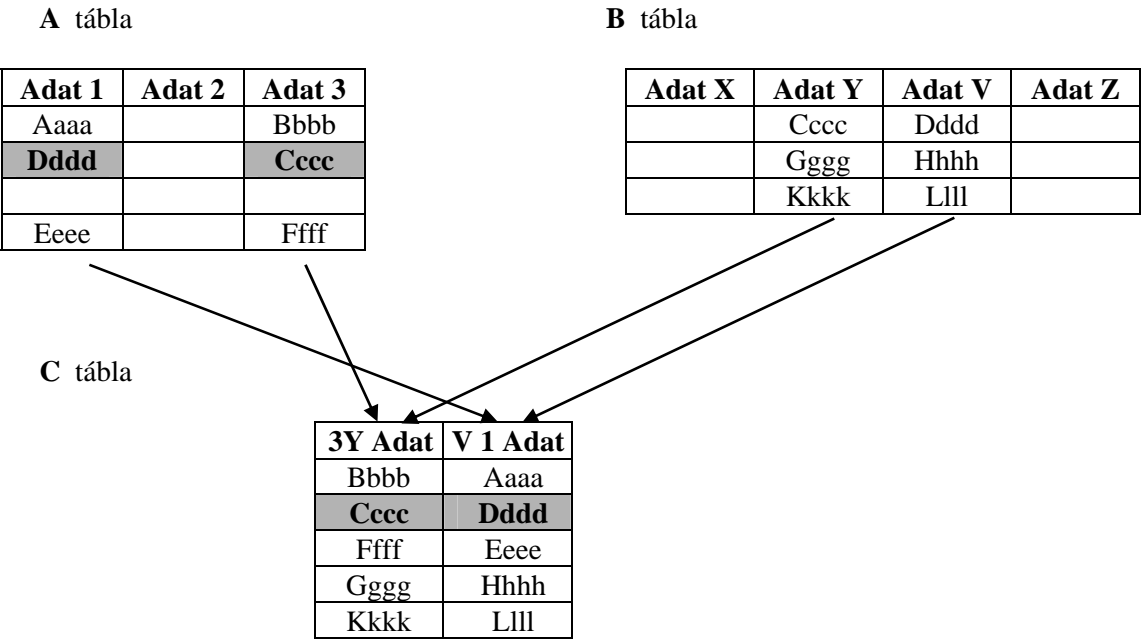 A tábla
B tábla
Adat 1 Adat 2 Adat 3
Aaaa Bbbb
Dddd Cccc
Eeee Ffff
Adat X Adat Y Adat V Adat Z
Cccc Dddd
Gggg Hhhh
Kkkk Llll
C tábla
3Y Adat V 1 Adat
Bbbb Aaaa
Cccc Dddd
Ffff Eeee
Gggg Hhhh
Kkkk Llll